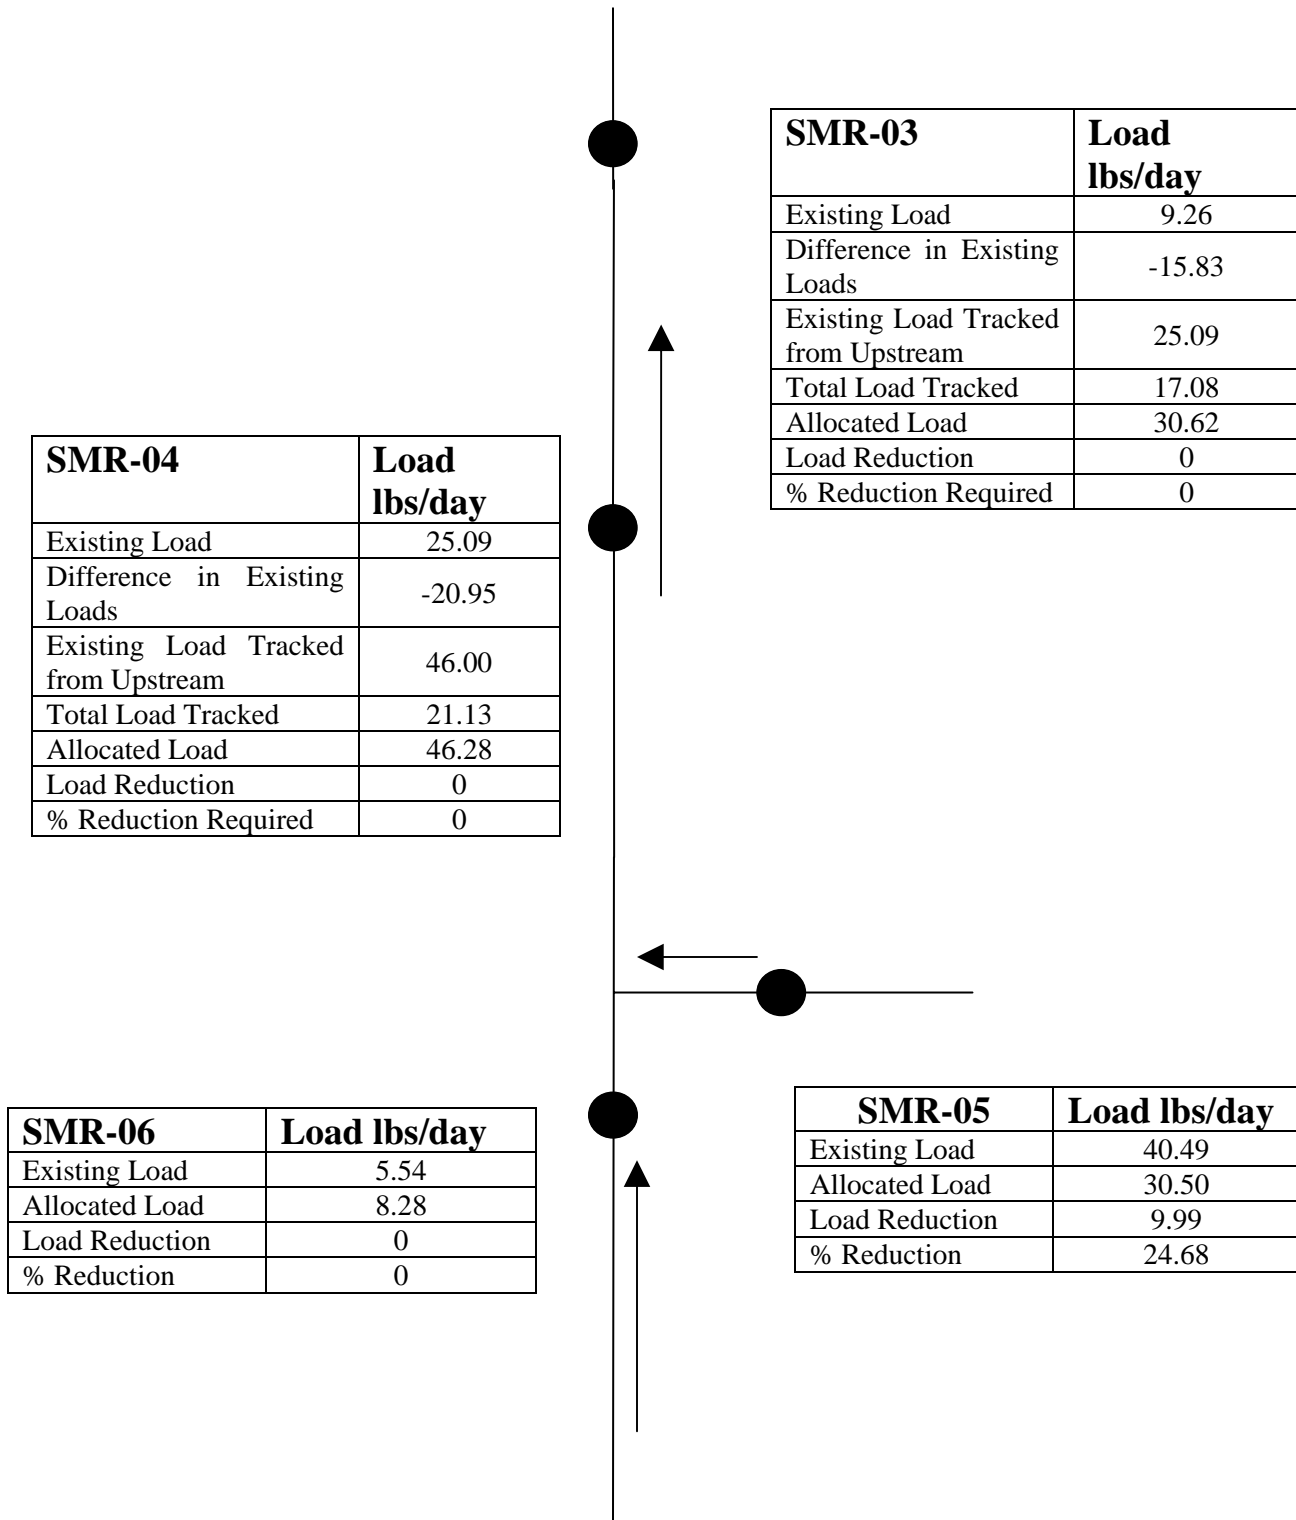 SMR-03 Load
lbs/day
Existing Load 9.26
Difference in Existing
Loads -15.83
Existing Load Tracked
from Upstream 25.09
Total Load Tracked 17.08
Allocated Load 30.62
Load Reduction 0
% Reduction Required 0
SMR-04 Load
lbs/day
Existing Load 25.09
Difference in Existing
Loads -20.95
Existing Load Tracked
from Upstream 46.00
Total Load Tracked 21.13
Allocated Load 46.28
Load Reduction 0
% Reduction Required 0
SMR-06 Load lbs/day
Existing Load 5.54
Allocated Load 8.28
Load Reduction 0
% Reduction 0
SMR-05 Load lbs/day
Existing Load 40.49
Allocated Load 30.50
Load Reduction 9.99
% Reduction 24.68